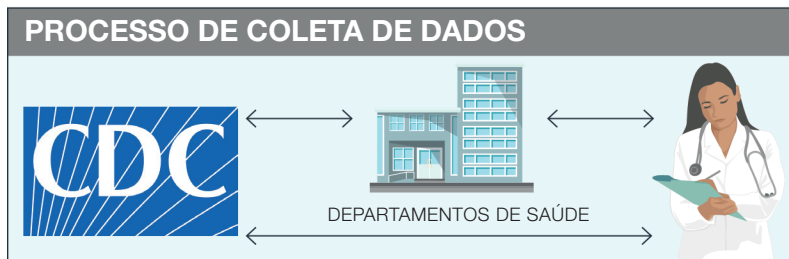 PROCESSO DE COLETA DE DADOS
CDC
DEPARTAMENTOS DE SAÚDE